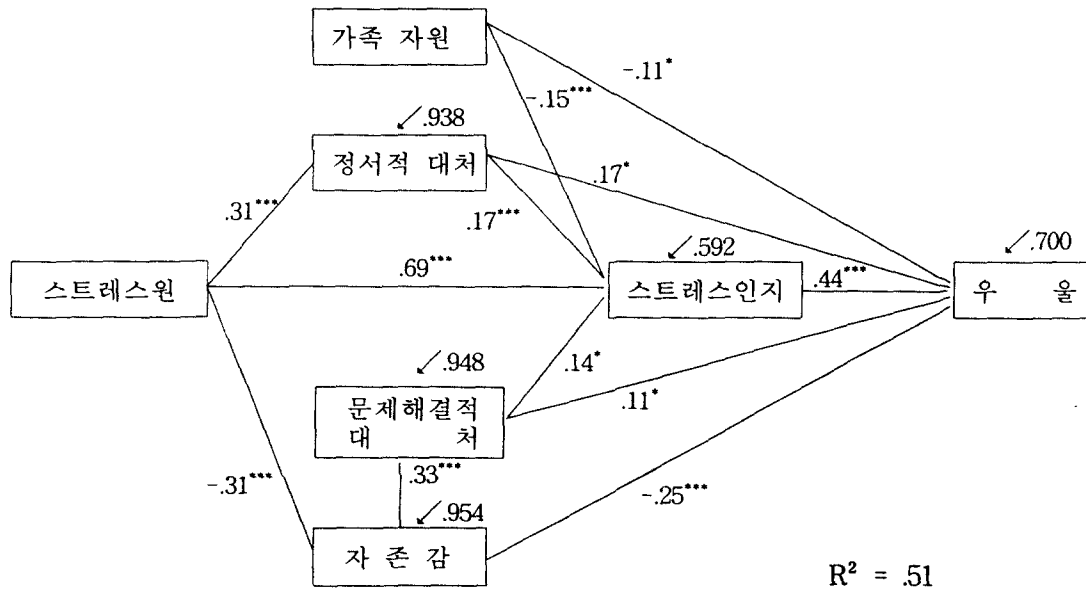 가족 자원
-.11*
-.15***
.938
정서적 대처
.17*
.31***
.17***
.592
.700
.69***
스트레스원
스트레스인지
.44***
우 울
.948
.14*
문제해결적
대 처
.11*
-.31***
.33***
-.25***
.954
자 존 감
R² = .51